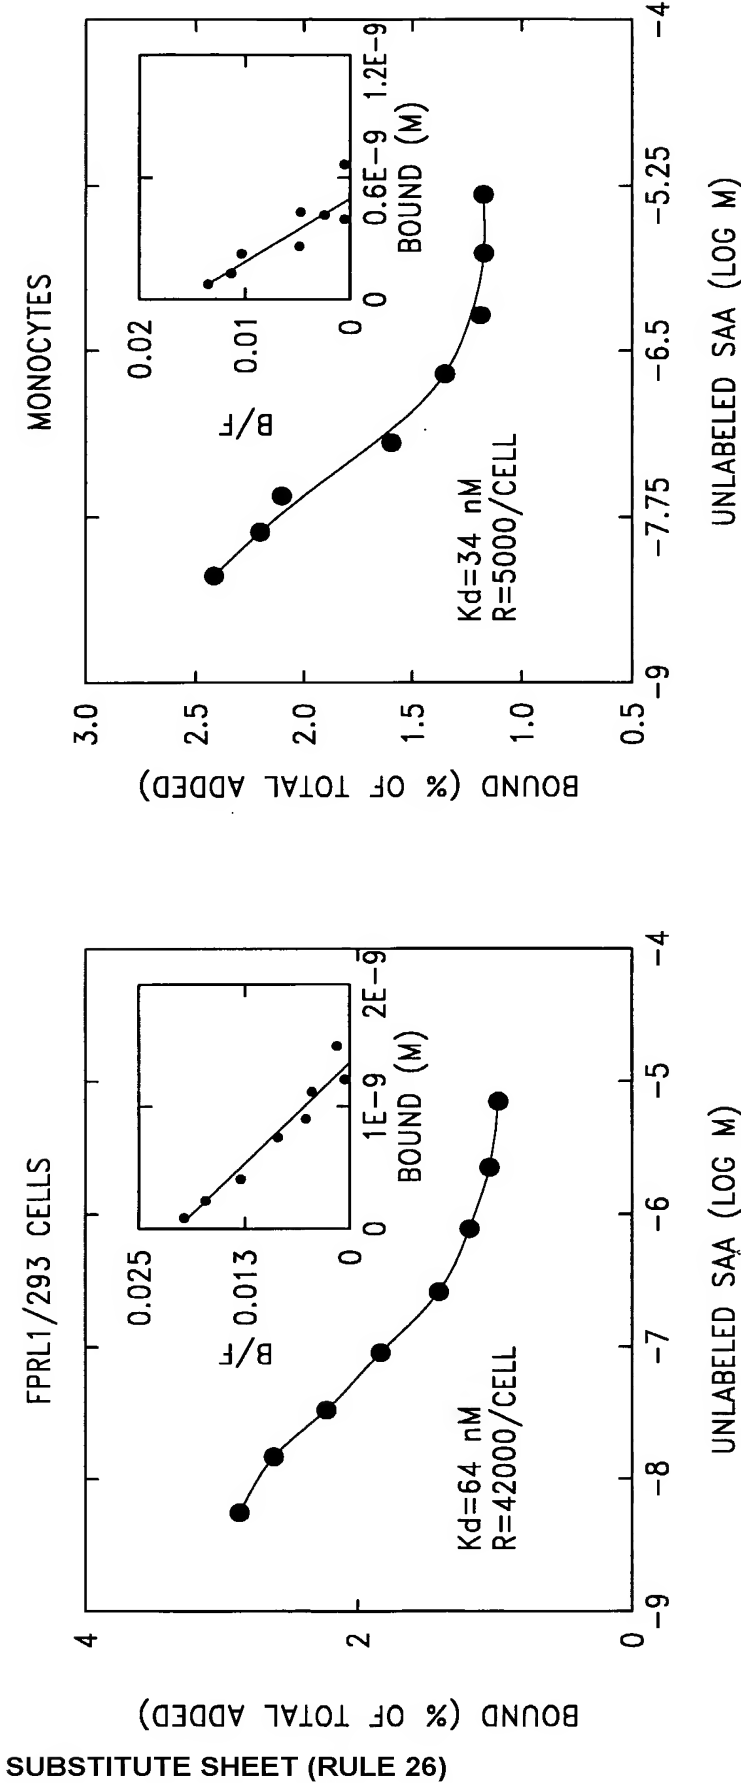 FPRL1/293 CELLS
4
2
0
BOUND (% OF TOTAL ADDED)
-9
-8
-7
-6
-5
-4
UNLABELED SAA (LOG M)
Kd=64 nM
R=42000/CELL
0.025
0.013
0
B/F
0
1E-9
2E-9
BOUND (M)
MONOCYTES
3.0
2.5
2.0
1.5
1.0
0.5
BOUND (% OF TOTAL ADDED)
-9
-7.75
-6.5
-5.25
-4
UNLABELED SAA (LOG M)
Kd=34 nM
R=5000/CELL
0.02
0.01
0
B/F
0
0.6E-9
1.2E-9
BOUND (M)
SUBSTITUTE SHEET (RULE 26)